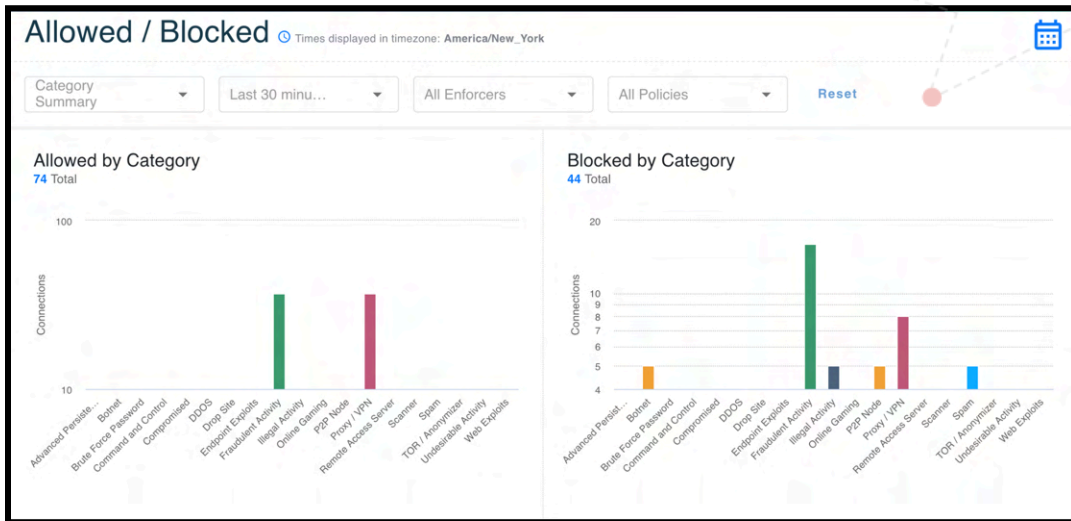 Allowed / Blocked Times displayed in timezone: America/New_York
Category Summary
Last 30 minu...
All Enforcers
All Policies
Reset
Allowed by Category
74 Total
100
Connections
10
Advanced Persiste...
Botnet
Brute Force Password
Command and Control
Compromised
DDOS
Drop Site
Endpoint Exploits
Fraudulent Activity
Illegal Activity
Online Gaming
P2P Node
Proxy / VPN
Remote Access Server
Scanner
Spam
TOR / Anonymizer
Undesirable Activity
Web Exploits
Blocked by Category
44 Total
20
10
9
8
7
6
5
4
Connections
Advanced Persist...
Botnet
Brute Force Password
Command and Control
Compromised
DDOS
Drop Site
Endpoint Exploits
Fraudulent Activity
Illegal Activity
Online Gaming
P2P Node
Proxy / VPN
Remote Access Server
Scanner
Spam
TOR / Anonymizer
Undesirable Activity
Web Exploits